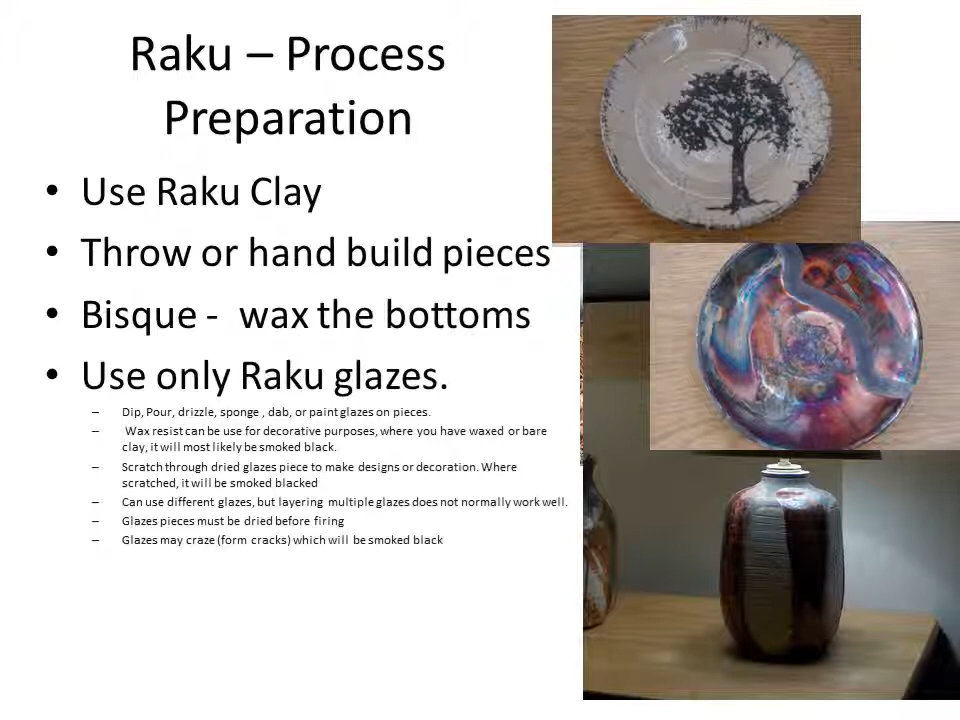 Raku – Process
Preparation
• Use Raku Clay
• Throw or hand build pieces
• Bisque - wax the bottoms
• Use only Raku glazes.
– Dip, Pour, drizzle, sponge , dab, or paint glazes on pieces.
– Wax resist can be use for decorative purposes, where you have waxed or bare
clay, it will most likely be smoked black.
– Scratch through dried glazes piece to make designs or decoration. Where
scratched, it will be smoked blacked
– Can use different glazes, but layering multiple glazes does not normally work well.
– Glazes pieces must be dried before firing
– Glazes may craze (form cracks) which will be smoked black